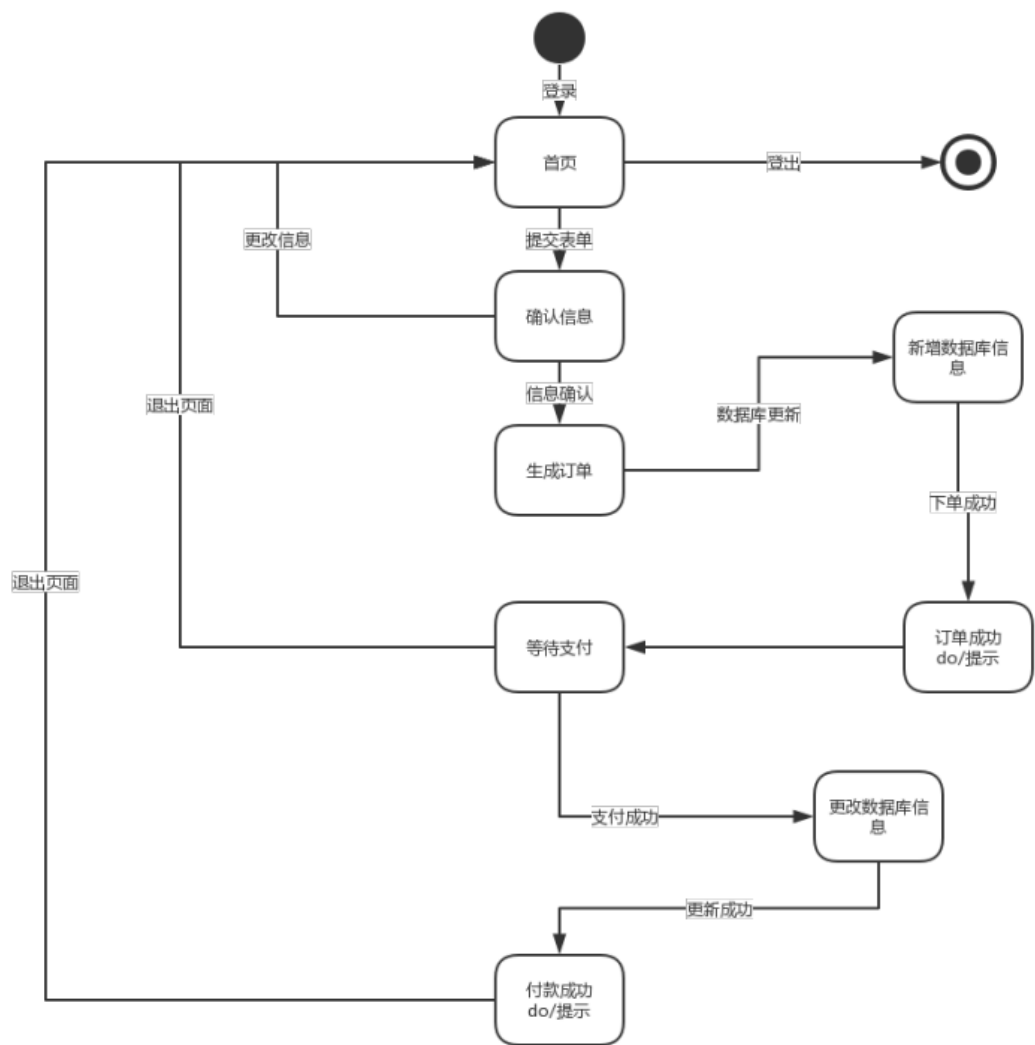 登录
首页
登出
更改信息
提交表单
确认信息
新增数据库信
息
退出页面
信息确认
数据库更新
生成订单
下单成功
退出页面
等待支付
订单成功
do/提示
支付成功
更改数据库信
息
更新成功
付款成功
do/提示